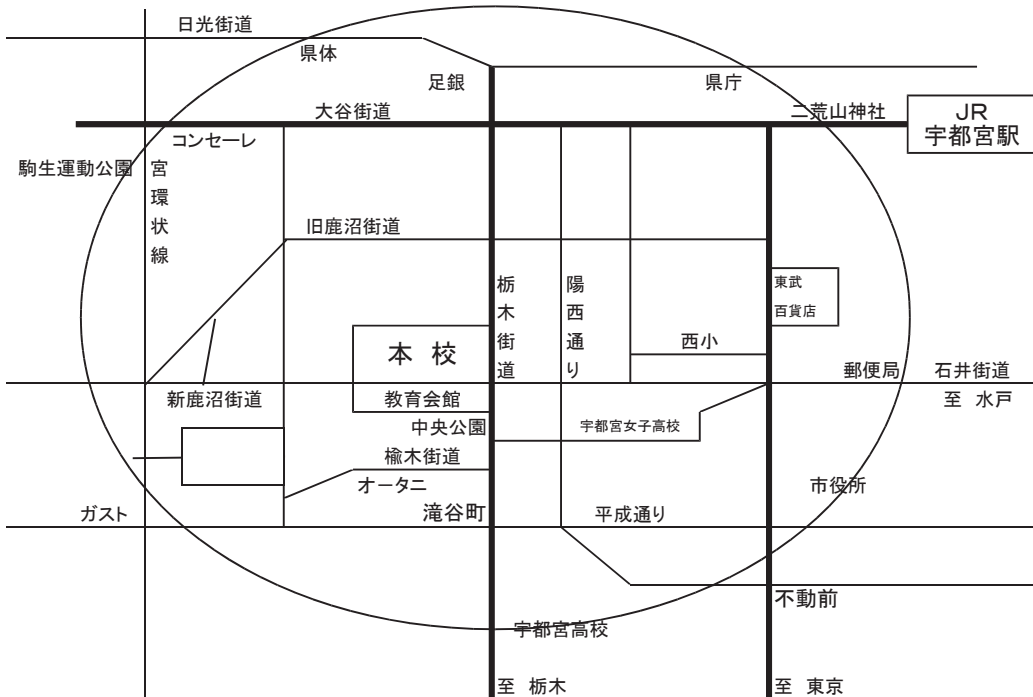 日光街道
県体
足銀
県庁
大谷街道
二荒山神社
JR
宇都宮駅
コンセーレ
駒生運動公園
宮環状線
旧鹿沼街道
栃木街道
陽西通り
東武
百貨店
本 校
西小
新鹿沼街道
教育会館
郵便局
石井街道
至 水戸
中央公園
宇都宮女子高校
楡木街道
オータニ
市役所
ガスト
滝谷町
平成通り
不動前
宇都宮高校
至 栃木
至 東京